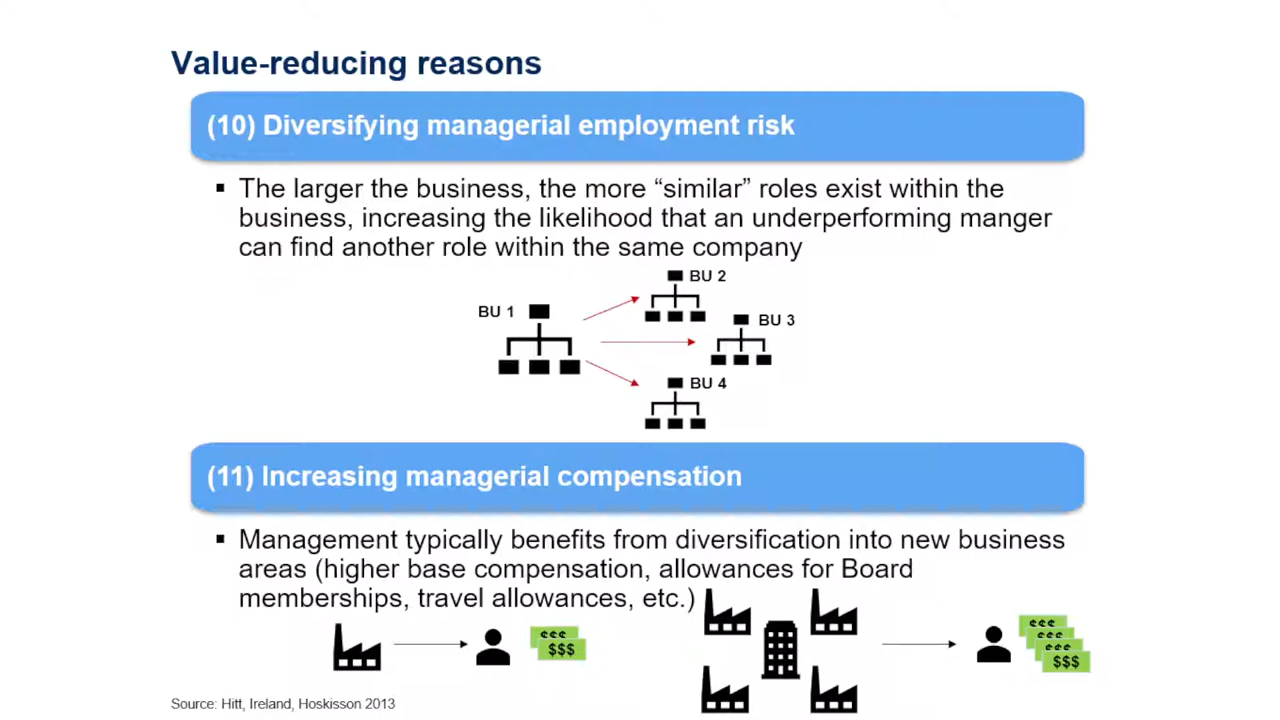 Value-reducing reasons
(10) Diversifying managerial employment risk
▪ The larger the business, the more “similar” roles exist within the
business, increasing the likelihood that an underperforming manger
can find another role within the same company
BU 1
BU 2
BU 3
BU 4
(11) Increasing managerial compensation
▪ Management typically benefits from diversification into new business
areas (higher base compensation, allowances for Board
memberships, travel allowances, etc.)
$$$
$$$
$$$
$$$
$$$
$$$
Source: Hitt, Ireland, Hoskisson 2013